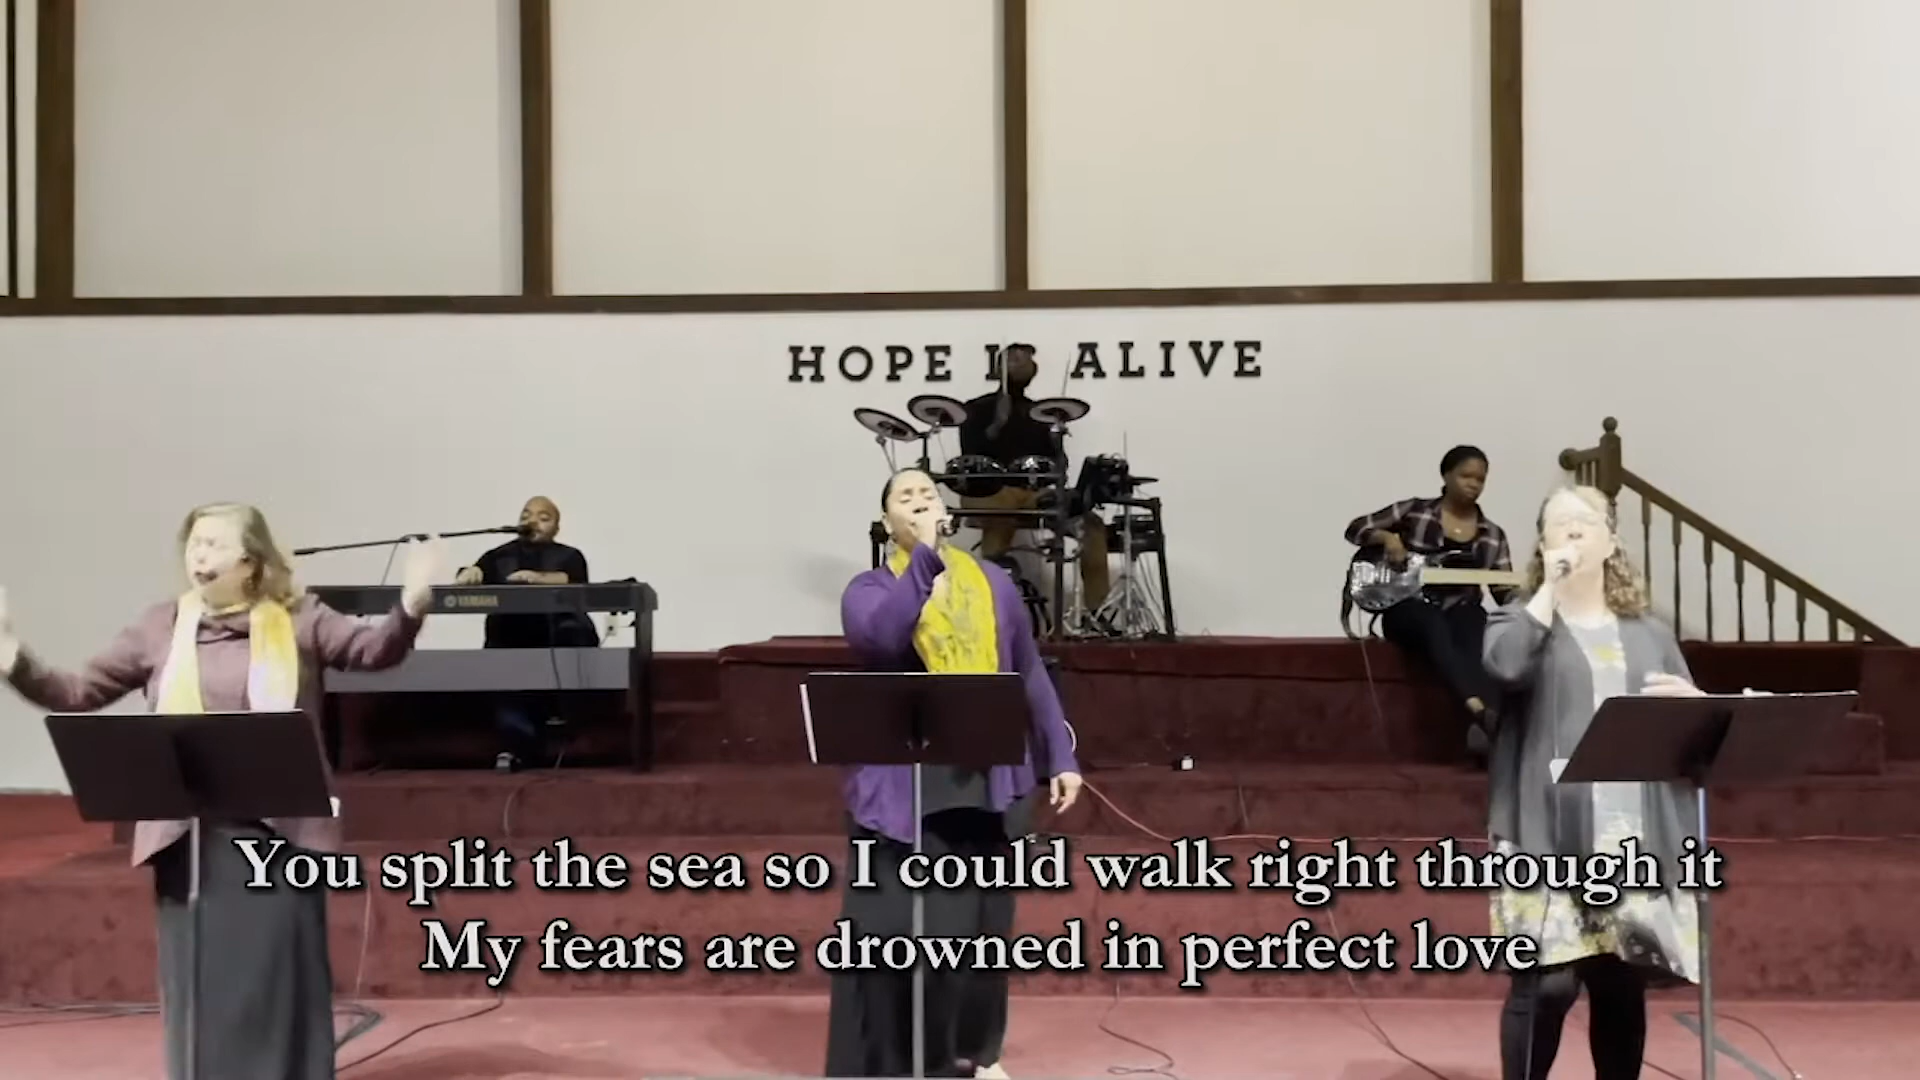 HOPE IS ALIVE
YAMAHA
You split the sea so I could walk right through it
My fears are drowned in perfect love